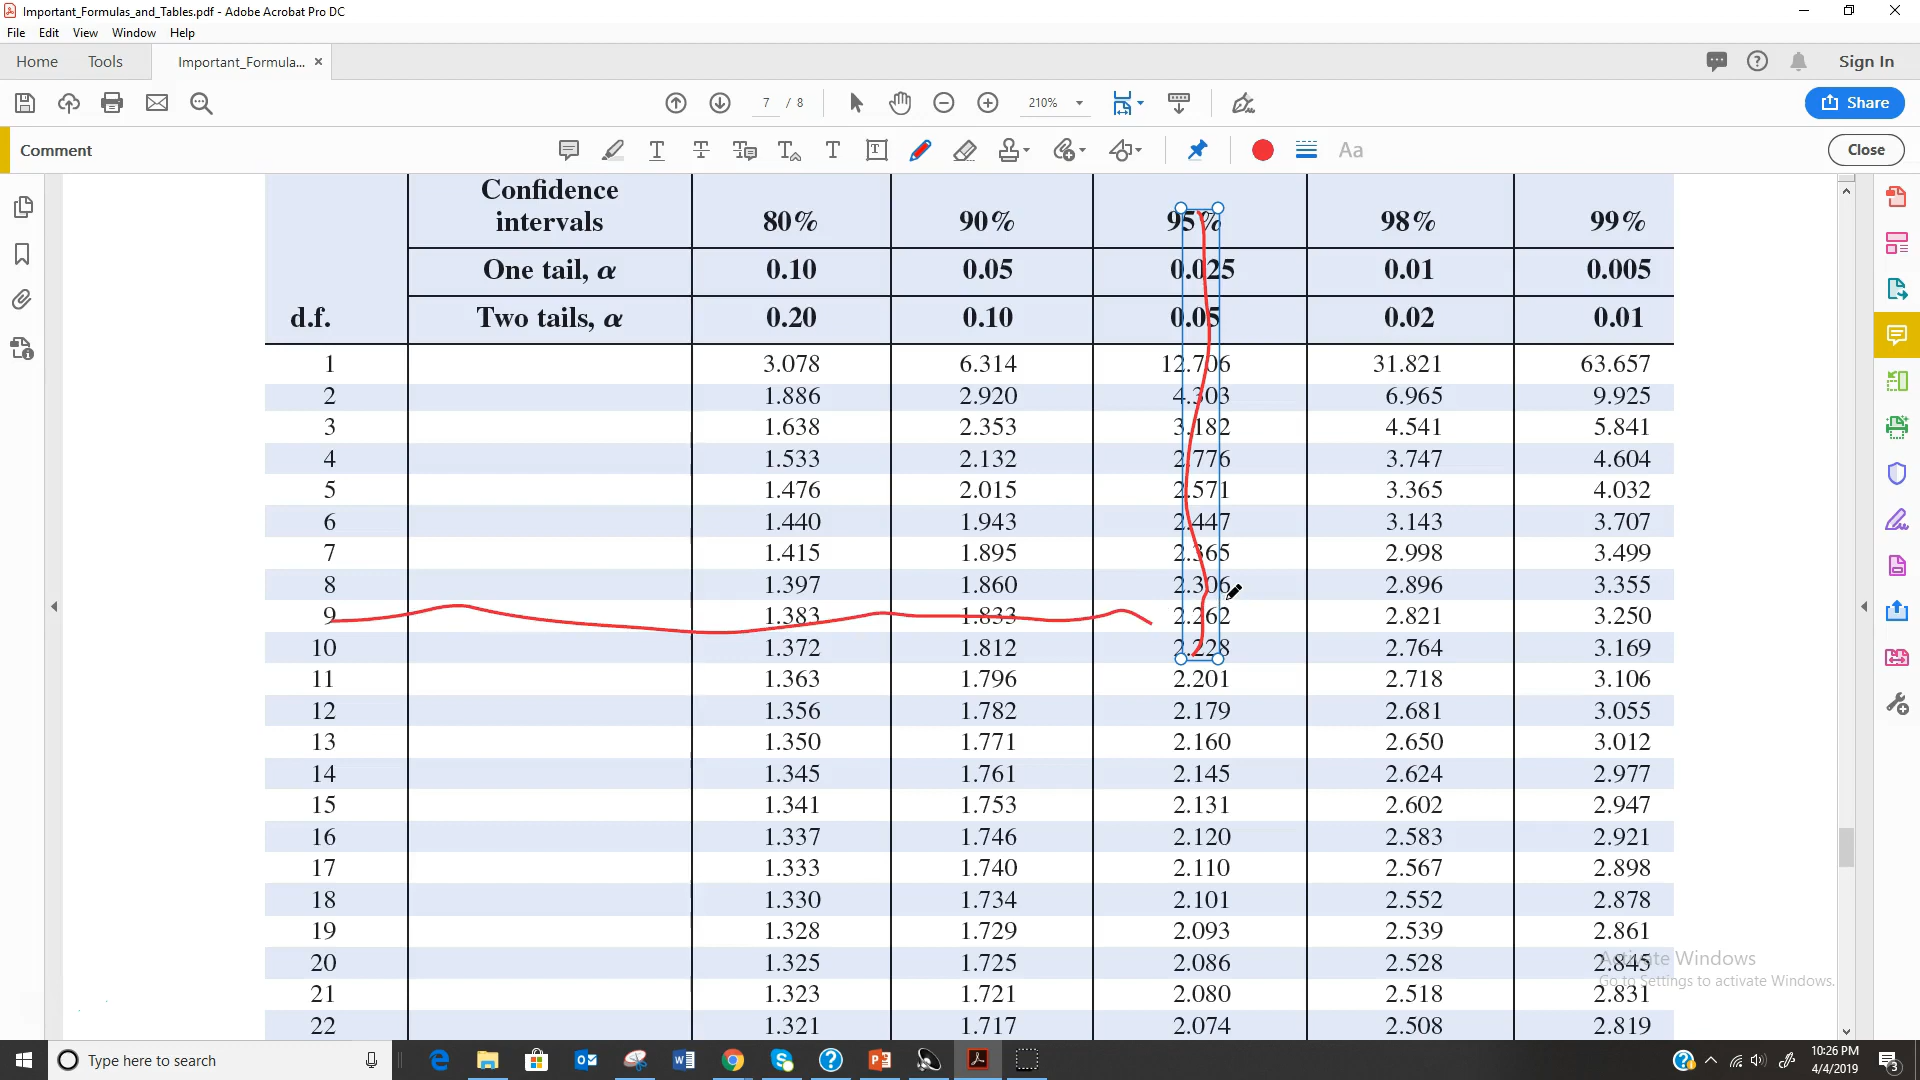 Important_Formulas_and_Tables.pdf - Adobe Acrobat Pro DC
File Edit View Window Help
Home Tools Important_Formula... × Sign In
7 / 8 210% Share
Comment Aa Close
Confidence intervals 80% 90% 95% 98% 99%
One tail, α 0.10 0.05 0.025 0.01 0.005
d.f. Two tails, α 0.20 0.10 0.05 0.02 0.01
1 3.078 6.314 12.706 31.821 63.657
2 1.886 2.920 4.303 6.965 9.925
3 1.638 2.353 3.182 4.541 5.841
4 1.533 2.132 2.776 3.747 4.604
5 1.476 2.015 2.571 3.365 4.032
6 1.440 1.943 2.447 3.143 3.707
7 1.415 1.895 2.365 2.998 3.499
8 1.397 1.860 2.306 2.896 3.355
9 1.383 1.833 2.262 2.821 3.250
10 1.372 1.812 2.228 2.764 3.169
11 1.363 1.796 2.201 2.718 3.106
12 1.356 1.782 2.179 2.681 3.055
13 1.350 1.771 2.160 2.650 3.012
14 1.345 1.761 2.145 2.624 2.977
15 1.341 1.753 2.131 2.602 2.947
16 1.337 1.746 2.120 2.583 2.921
17 1.333 1.740 2.110 2.567 2.898
18 1.330 1.734 2.101 2.552 2.878
19 1.328 1.729 2.093 2.539 2.861
20 1.325 1.725 2.086 2.528 2.845
21 1.323 1.721 2.080 2.518 2.831
22 1.321 1.717 2.074 2.508 2.819
Activate Windows
Go to Settings to activate Windows.
Type here to search 10:26 PM
4/4/2019 3